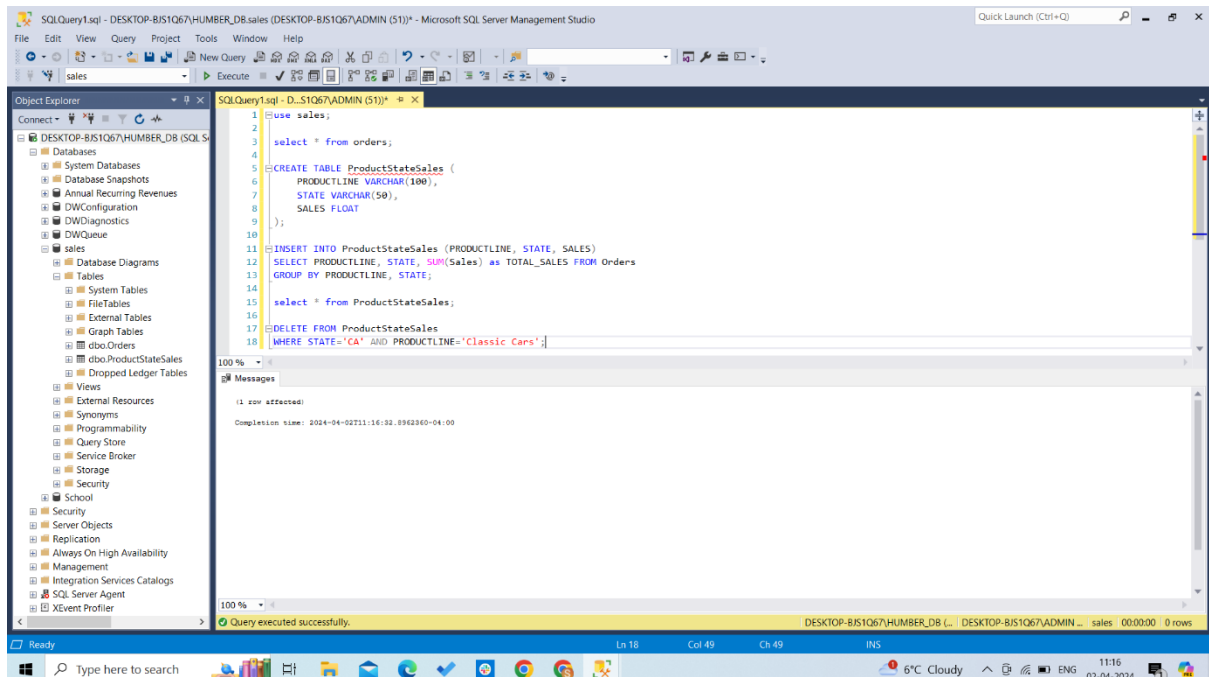 SQLQuery1.sql - DESKTOP-BJS1Q67\HUMBER_DB.sales (DESKTOP-BJS1Q67\ADMIN (51))* - Microsoft SQL Server Management Studio
Quick Launch (Ctrl+Q)
File Edit View Query Project Tools Window Help
New Query
sales
Execute
Object Explorer
SQLQuery1.sql - D...S1Q67\ADMIN (51))*
Connect
DESKTOP-BJS1Q67\HUMBER_DB (SQL S
Databases
System Databases
Database Snapshots
Annual Recurring Revenues
DWConfiguration
DWDiagnostics
DWQueue
sales
Database Diagrams
Tables
System Tables
FileTables
External Tables
Graph Tables
dbo.Orders
dbo.ProductStateSales
Dropped Ledger Tables
Views
External Resources
Synonyms
Programmability
Query Store
Service Broker
Storage
Security
School
Security
Server Objects
Replication
Always On High Availability
Management
Integration Services Catalogs
SQL Server Agent
XEvent Profiler
1 use sales;
2
3 select * from orders;
4
5 CREATE TABLE ProductStateSales (
6 PRODUCTLINE VARCHAR(100),
7 STATE VARCHAR(50),
8 SALES FLOAT
9 );
10
11 INSERT INTO ProductStateSales (PRODUCTLINE, STATE, SALES)
12 SELECT PRODUCTLINE, STATE, SUM(Sales) as TOTAL_SALES FROM Orders
13 GROUP BY PRODUCTLINE, STATE;
14
15 select * from ProductStateSales;
16
17 DELETE FROM ProductStateSales
18 WHERE STATE='CA' AND PRODUCTLINE='Classic Cars';
100 %
Messages
(1 row affected)
Completion time: 2024-04-02T11:16:32.8962360-04:00
100 %
Query executed successfully.
DESKTOP-BJS1Q67\HUMBER_DB (... DESKTOP-BJS1Q67\ADMIN ... sales 00:00:00 0 rows
Ready
Ln 18 Col 49 Ch 49 INS
Type here to search
6°C Cloudy
ENG
11:16
02-04-2024